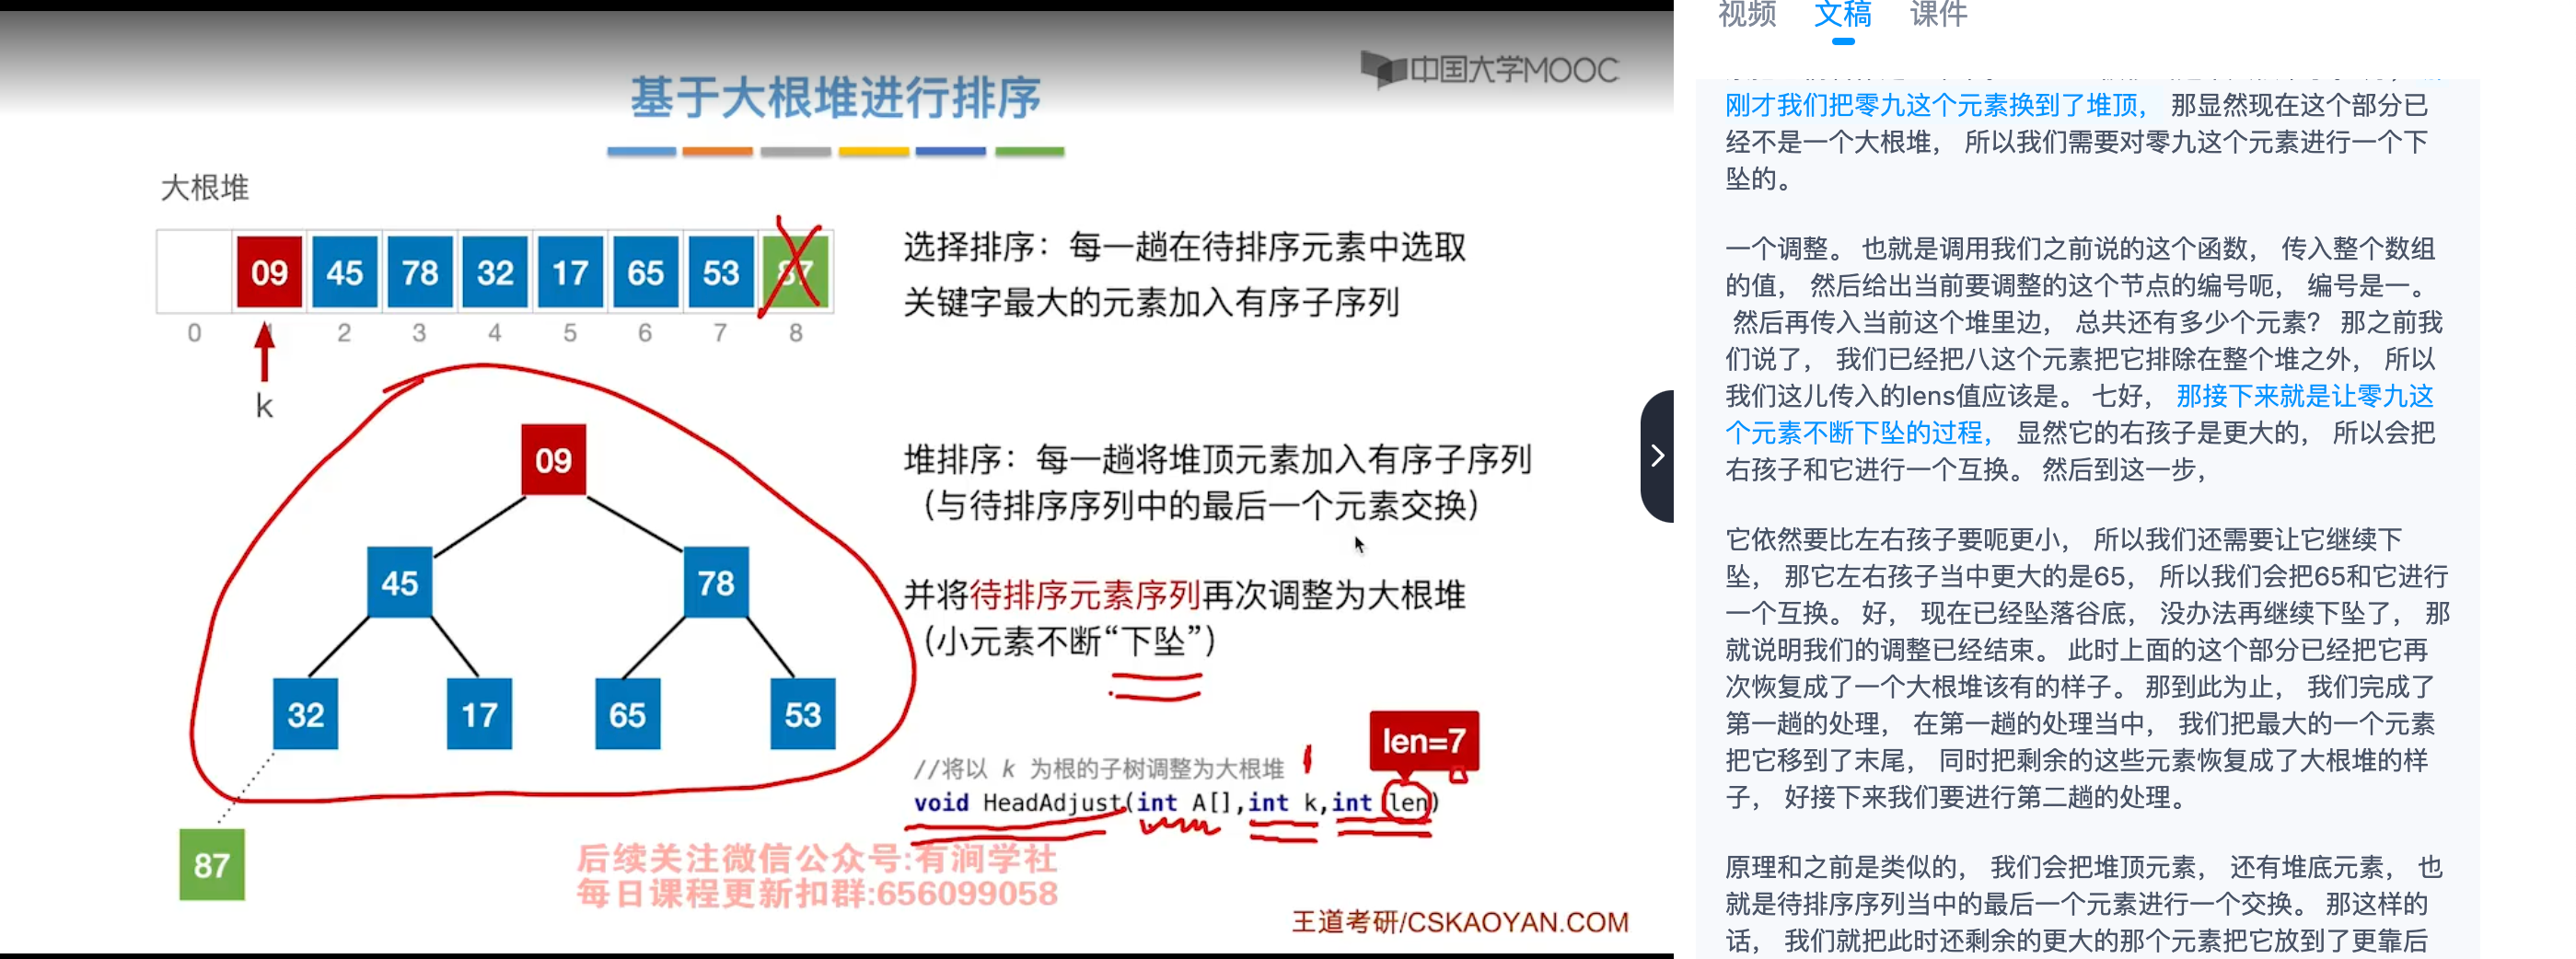 中国大学MOOC
基于大根堆进行排序
大根堆
09 45 78 32 17 65 53
0 2 3 4 5 6 7 8
k
选择排序：每一趟在待排序元素中选取
关键字最大的元素加入有序子序列
09
45 78
32 17 65 53
87
堆排序：每一趟将堆顶元素加入有序子序列
（与待排序序列中的最后一个元素交换）
并将待排序元素序列再次调整为大根堆
（小元素不断“下坠”）
len=7
//将以 k 为根的子树调整为大根堆
void HeadAdjust(int A[],int k,int len)
后续关注微信公众号:有涧学社
每日课程更新扣群:656099058
王道考研/CSKAOYAN.COM
视频 文稿 课件
刚才我们把零九这个元素换到了堆顶， 那显然现在这个部分已
经不是一个大根堆， 所以我们需要对零九这个元素进行一个下
坠的。
一个调整。 也就是调用我们之前说的这个函数， 传入整个数组
的值， 然后给出当前要调整的这个节点的编号呃， 编号是一。
然后再传入当前这个堆里边， 总共还有多少个元素? 那之前我
们说了， 我们已经把八这个元素把它排除在整个堆之外， 所以
我们这儿传入的lens值应该是。 七好， 那接下来就是让零九这
个元素不断下坠的过程， 显然它的右孩子是更大的， 所以会把
右孩子和它进行一个互换。 然后到这一步，
它依然要比左右孩子要呃更小， 所以我们还需要让它继续下
坠， 那它左右孩子当中更大的是65， 所以我们会把65和它进行
一个互换。 好， 现在已经坠落谷底， 没办法再继续下坠了， 那
就说明我们的调整已经结束。 此时上面的这个部分已经把它再
次恢复成了一个大根堆该有的样子。 那到此为止， 我们完成了
第一趟的处理， 在第一趟的处理当中， 我们把最大的一个元素
把它移到了末尾， 同时把剩余的这些元素恢复成了大根堆的样
子， 好接下来我们要进行第二趟的处理。
原理和之前是类似的， 我们会把堆顶元素， 还有堆底元素， 也
就是待排序序列当中的最后一个元素进行一个交换。 那这样的
话， 我们就把此时还剩余的更大的那个元素把它放到了更靠后